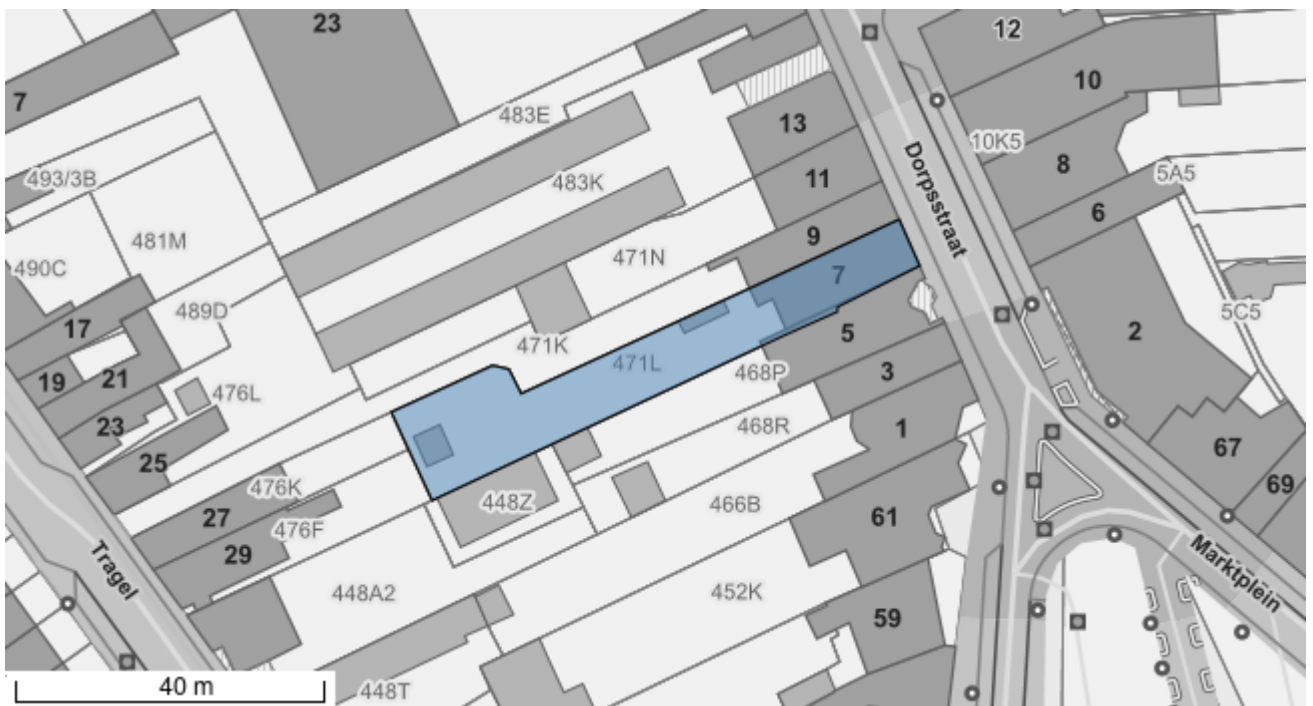 23
12
7
10
483E
13
10K5
8
5A5
493/3B
483K
11
Dorpsstraat
6
481M
9
490C
471N
7
489D
5C5
17
2
471K
5
471L
468P
3
19
21
476L
23
468R
1
67
25
476K
448Z
466B
69
27
476F
61
29
Tragel
Marktplein
448A2
452K
59
40 m
448T